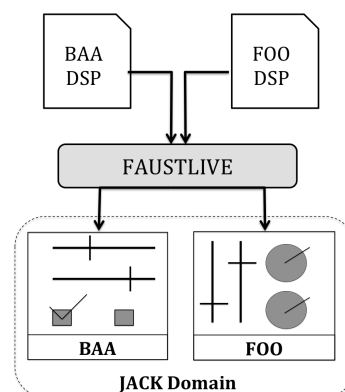 BAA
DSP
FOO
DSP
FAUSTLIVE
BAA
FOO
JACK Domain